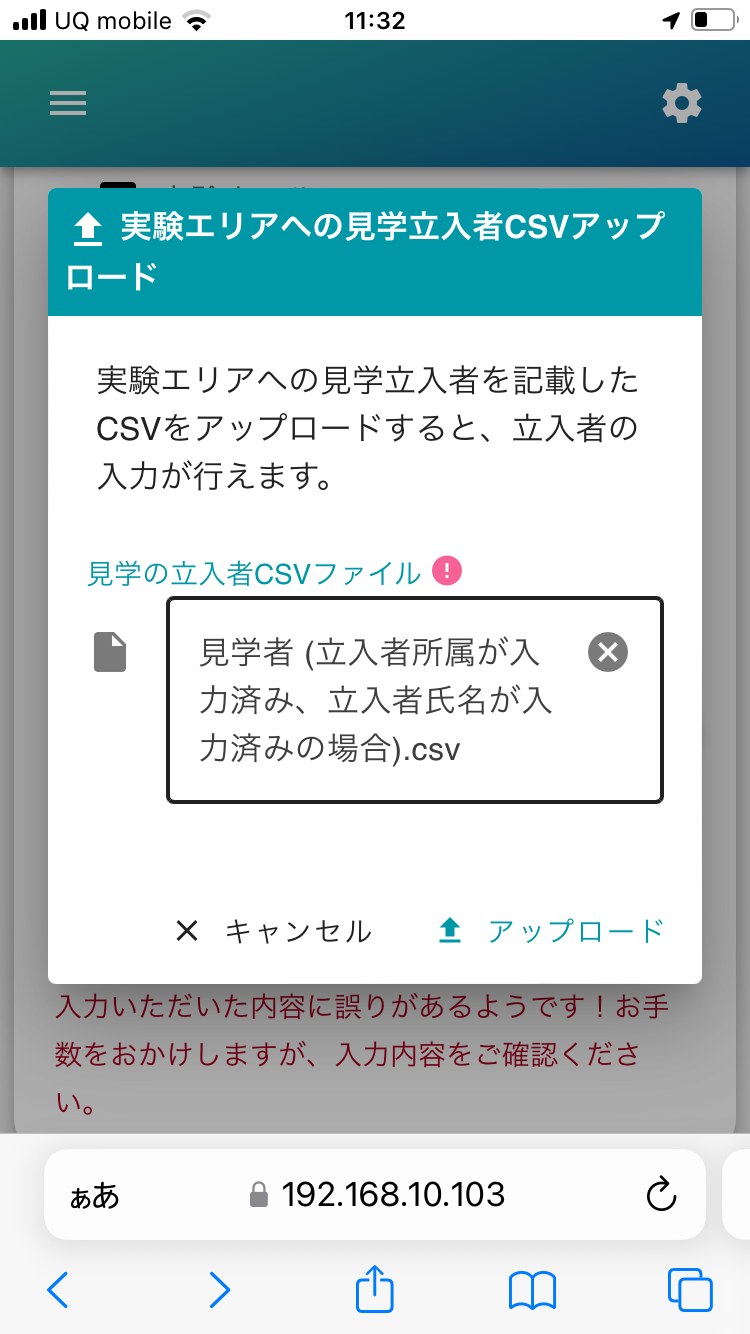 UQ mobile
11:32
実験エリアへの見学立入者CSVアップ
ロード
実験エリアへの見学立入者を記載した
CSVをアップロードすると、立入者の
入力が行えます。
見学の立入者CSVファイル
見学者 (立入者所属が入
力済み、立入者氏名が入
力済みの場合).csv
キャンセル
アップロード
入力いただいた内容に誤りがあるようです！お手
数をおかけしますが、入力内容をご確認くださ
い。
ぁあ
192.168.10.103